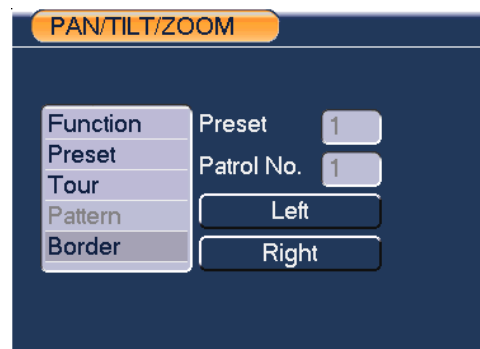 PAN/TILT/ZOOM
Function
Preset
Tour
Pattern
Border
Preset 1
Patrol No. 1
Left
Right